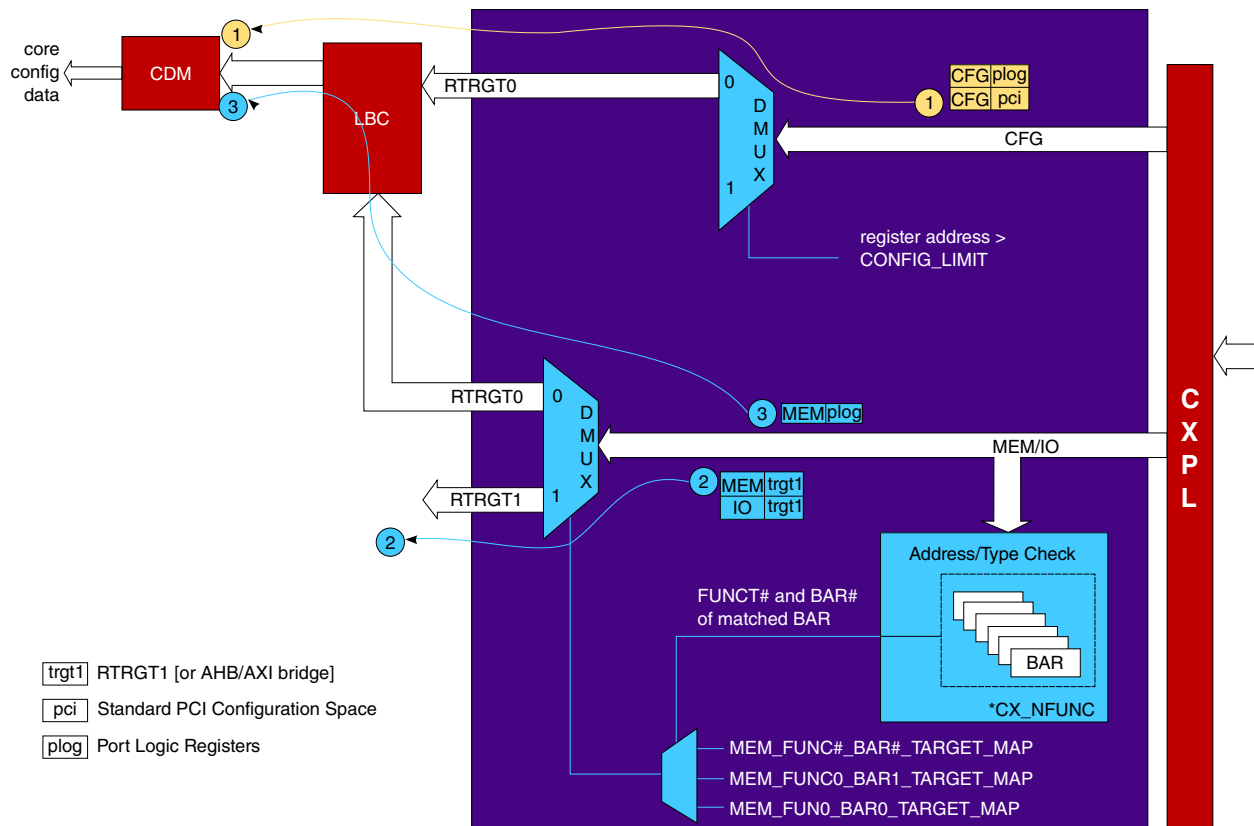 core
config
data
CDM
1
3
LBC
RTRGT0
0
1
D
M
U
X
1
CFG plog
CFG pci
CFG
register address >
CONFIG_LIMIT
RTRGT0
RTRGT1
0
1
D
M
U
X
3
MEM plog
MEM/IO
2
MEM trgt1
IO trgt1
2
C
X
P
L
Address/Type Check
BAR
*CX_NFUNC
FUNCT# and BAR#
of matched BAR
MEM_FUNC#_BAR#_TARGET_MAP
MEM_FUNC0_BAR1_TARGET_MAP
MEM_FUN0_BAR0_TARGET_MAP
trgt1 RTRGT1 [or AHB/AXI bridge]
pci Standard PCI Configuration Space
plog Port Logic Registers